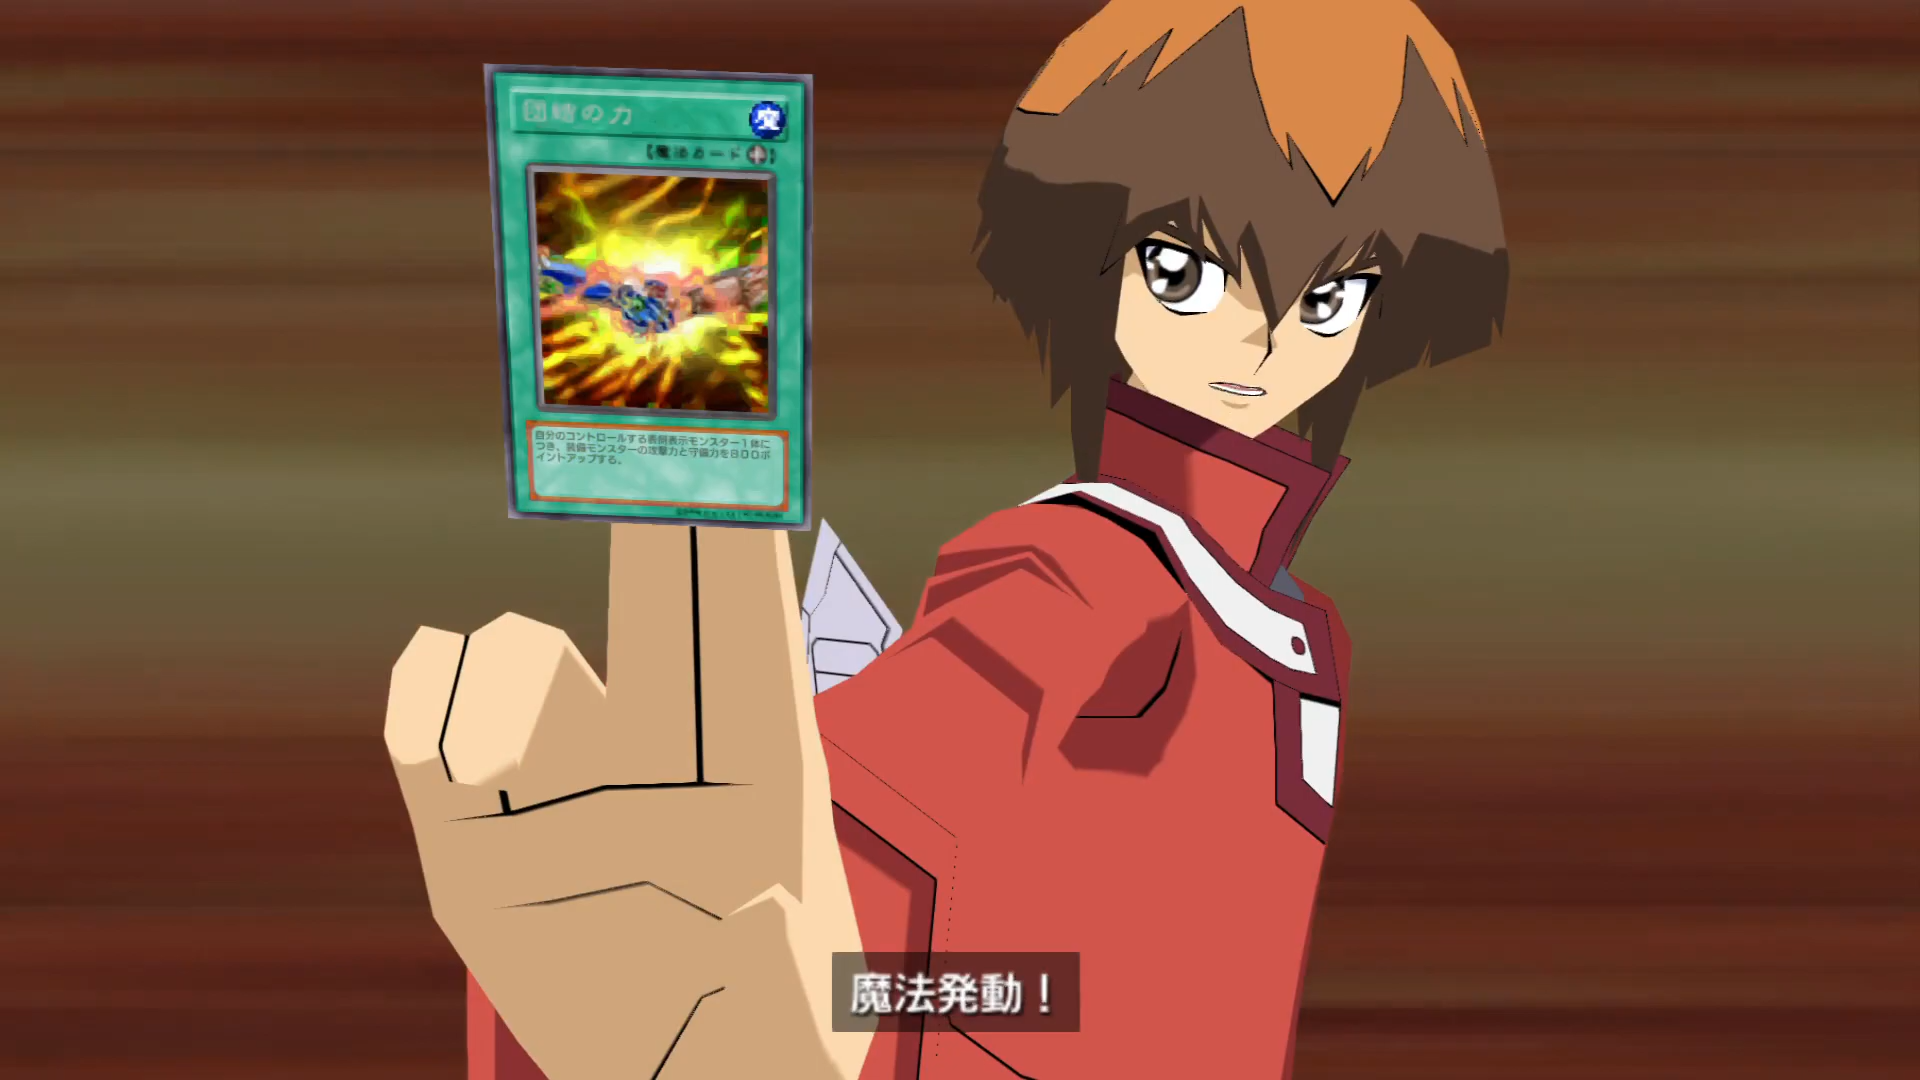 団結の力
【魔法カード
自分のコントロールする表側表示モンスター1体に
つき、装備モンスターの攻撃力と守備力を800ポ
イントアップする。
魔法発動！